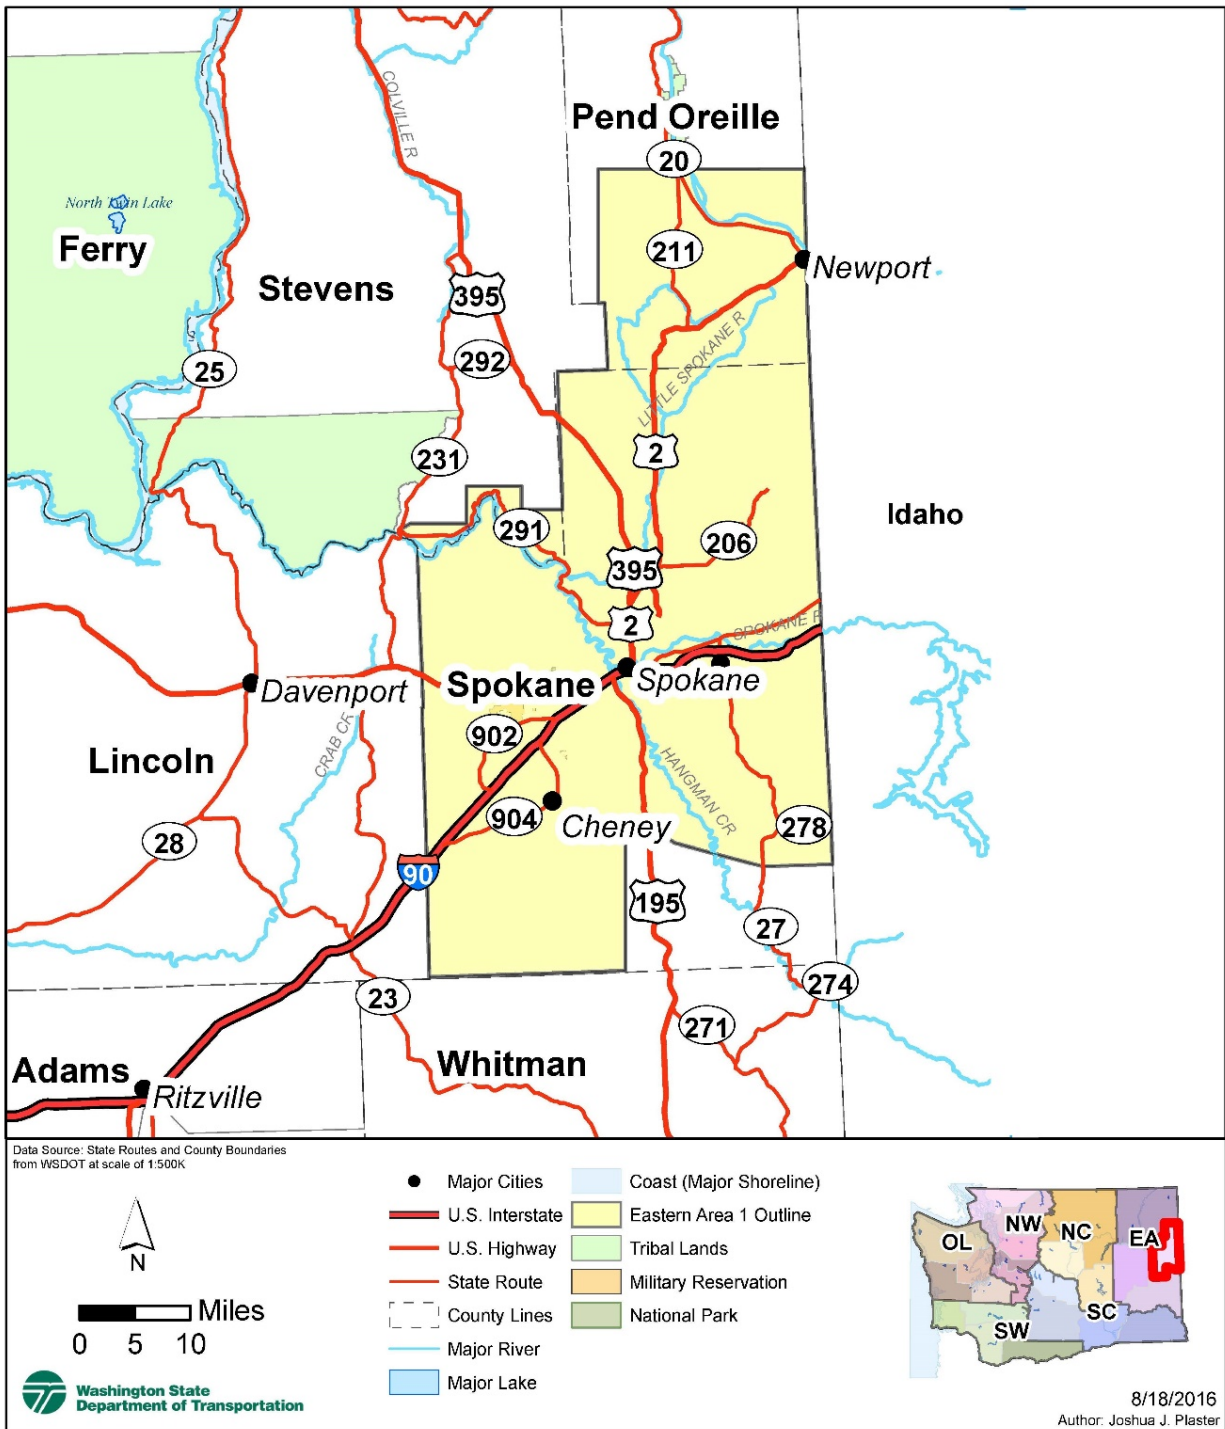 COLVILLE R
Pend Oreille
20
North Twin Lake
Ferry
211
Newport
Stevens
395
292
25
LITTLE SPOKANE R
2
231
Idaho
291
206
395
2
SPOKANE R
Spokane
Spokane
Davenport
902
CRAB CR
HANGMAN CR
Lincoln
904
Cheney
278
28
90
195
27
274
23
271
Whitman
Adams
Ritzville
Data Source: State Routes and County Boundaries
from WSDOT at scale of 1:500K
N
Miles
0 5 10
Washington State
Department of Transportation
Major Cities
U.S. Interstate
U.S. Highway
State Route
County Lines
Major River
Major Lake
Coast (Major Shoreline)
Eastern Area 1 Outline
Tribal Lands
Military Reservation
National Park
OL
NW
NC
EA
SC
SW
8/18/2016
Author: Joshua J. Plaster